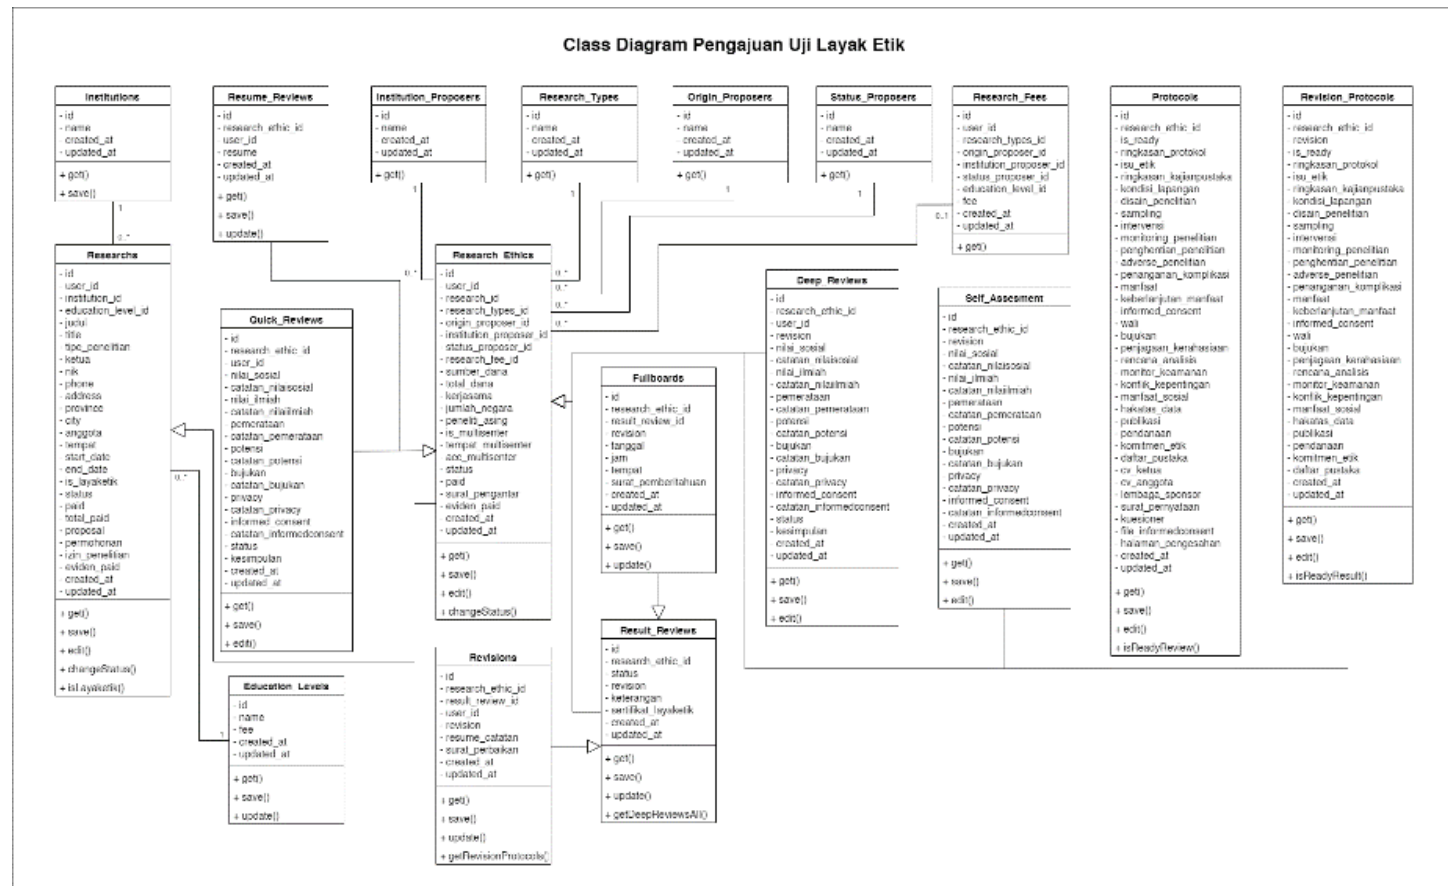 Class Diagram Pengajuan Uji Layak Etik
Institutions
- id
- name
- created_at
- updated_at
+ get()
+ save()
1
0..*
Resume_Reviews
- id
- research_ethic_id
- user_id
- resume
- created_at
- updated_at
+ get()
+ save()
+ update()
Institution_Proposers
- id
- name
- created_at
- updated_at
+ get()
1
0..*
Research_Types
- id
- name
- created_at
- updated_at
+ get()
Origin_Proposers
- id
- name
- created_at
- updated_at
+ get()
1
Status_Proposers
- id
- name
- created_at
- updated_at
+ get()
1
Research_Fees
- id
- user_id
- research_types_id
- origin_proposer_id
- institution_proposer_id
- status_proposer_id
- education_level_id
- fee
- created_at
- updated_at
+ get()
0..1
Protocols
- id
- research_ethic_id
- is_ready
- ringkasan_protokol
- isu_etik
- ringkasan_kajianpustaka
- kondisi_lapangan
- disain_penelitian
- sampling
- intervensi
- monitoring_penelitian
- penghentian_penelitian
- adverse_penelitian
- penanganan_komplikasi
- manfaat
- keberlanjutan_manfaat
- informed_consent
- wali
- bujukan
- penjagaan_kerahasiaan
- rencana_analisis
- monitor_keamanan
- konflik_kepentingan
- manfaat_sosial
- hakatas_data
- publikasi
- pendanaan
- komitmen_etik
- daftar_pustaka
- cv_ketua
- cv_anggota
- lembaga_sponsor
- surat_pernyataan
- kuesioner
- file_informedconsent
- halaman_pengesahan
- created_at
- updated_at
+ get()
+ save()
+ edit()
+ isReadyReview()
Revision_Protocols
- id
- research_ethic_id
- revision
- is_ready
- ringkasan_protokol
- isu_etik
- ringkasan_kajianpustaka
- kondisi_lapangan
- disain_penelitian
- sampling
- intervensi
- monitoring_penelitian
- penghentian_penelitian
- adverse_penelitian
- penanganan_komplikasi
- manfaat
- keberlanjutan_manfaat
- informed_consent
- wali
- bujukan
- penjagaan_kerahasiaan
- rencana_analisis
- monitor_keamanan
- konflik_kepentingan
- manfaat_sosial
- hakatas_data
- publikasi
- pendanaan
- komitmen_etik
- daftar_pustaka
- created_at
- updated_at
+ get()
+ save()
+ edit()
+ isReadyResult()
Researchs
- id
- user_id
- institution_id
- education_level_id
- judul
- title
- tipe_penelitian
- ketua
- nik
- phone
- address
- province
- city
- anggota
- tempat
- start_date
- end_date
- is_layaketik
- status
- paid
- total_paid
- proposal
- permohonan
- izin_penelitian
- eviden_paid
- created_at
- updated_at
+ get()
+ save()
+ edit()
+ changeStatus()
+ isLayaketik()
0..*
Quick_Reviews
- id
- research_ethic_id
- user_id
- nilai_sosial
- catatan_nilaisosial
- nilai_ilmiah
- catatan_nilaiilmiah
- pemerataan
- catatan_pemerataan
- potensi
- catatan_potensi
- bujukan
- catatan_bujukan
- privacy
- catatan_privacy
- informed_consent
- catatan_informedconsent
- status
- kesimpulan
- created_at
- updated_at
+ get()
+ save()
+ edit()
Research_Ethics
- id
- user_id
- research_id
- research_types_id
- origin_proposer_id
- institution_proposer_id
- status_proposer_id
- research_fee_id
- sumber_dana
- total_dana
- kerjasama
- jumlah_negara
- peneliti_asing
- is_multisenter
- tempat_multisenter
- acc_multisenter
- status
- paid
- surat_pengantar
- eviden_paid
- created_at
- updated_at
+ get()
+ save()
+ edit()
+ changeStatus()
0..*
0..*
0..*
0..*
Fullboards
- id
- research_ethic_id
- result_review_id
- revision
- tanggal
- jam
- tempat
- surat_pemberitahuan
- created_at
- updated_at
+ get()
+ save()
+ update()
Deep_Reviews
- id
- research_ethic_id
- user_id
- revision
- nilai_sosial
- catatan_nilaisosial
- nilai_ilmiah
- catatan_nilaiilmiah
- pemerataan
- catatan_pemerataan
- potensi
- catatan_potensi
- bujukan
- catatan_bujukan
- privacy
- catatan_privacy
- informed_consent
- catatan_informedconsent
- status
- kesimpulan
- created_at
- updated_at
+ get()
+ save()
+ edit()
Self_Assesment
- id
- research_ethic_id
- revision
- nilai_sosial
- catatan_nilaisosial
- nilai_ilmiah
- catatan_nilaiilmiah
- pemerataan
- catatan_pemerataan
- potensi
- catatan_potensi
- bujukan
- catatan_bujukan
- privacy
- catatan_privacy
- informed_consent
- catatan_informedconsent
- created_at
- updated_at
+ get()
+ save()
+ edit()
Education_Levels
- id
- name
- fee
- created_at
- updated_at
+ get()
+ save()
+ update()
1
Revisions
- id
- research_ethic_id
- result_review_id
- user_id
- revision
- resume_catatan
- surat_perbaikan
- created_at
- updated_at
+ get()
+ save()
+ update()
+ getRevisionProtocols()
Result_Reviews
- id
- research_ethic_id
- status
- revision
- keterangan
- sertifikat_layaketik
- created_at
- updated_at
+ get()
+ save()
+ update()
+ getDeepReviewsAll()